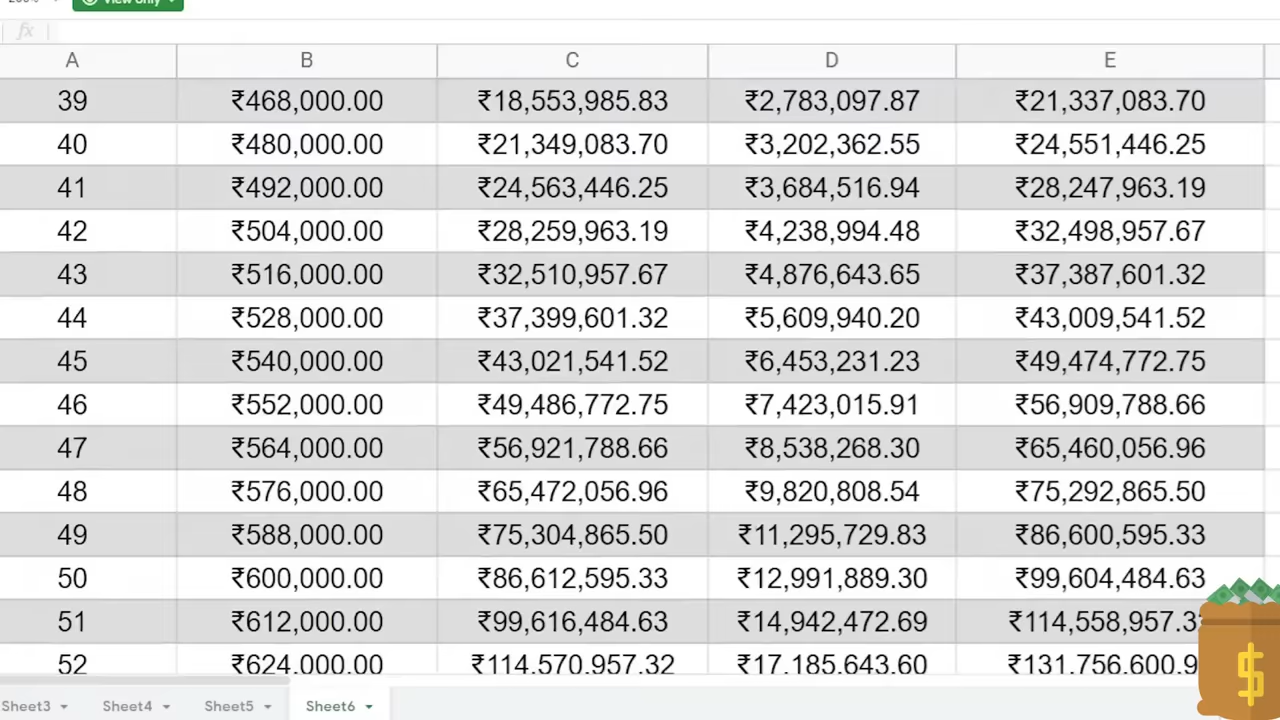 View only
fx
A B C D E
39 ₹468,000.00 ₹18,553,985.83 ₹2,783,097.87 ₹21,337,083.70
40 ₹480,000.00 ₹21,349,083.70 ₹3,202,362.55 ₹24,551,446.25
41 ₹492,000.00 ₹24,563,446.25 ₹3,684,516.94 ₹28,247,963.19
42 ₹504,000.00 ₹28,259,963.19 ₹4,238,994.48 ₹32,498,957.67
43 ₹516,000.00 ₹32,510,957.67 ₹4,876,643.65 ₹37,387,601.32
44 ₹528,000.00 ₹37,399,601.32 ₹5,609,940.20 ₹43,009,541.52
45 ₹540,000.00 ₹43,021,541.52 ₹6,453,231.23 ₹49,474,772.75
46 ₹552,000.00 ₹49,486,772.75 ₹7,423,015.91 ₹56,909,788.66
47 ₹564,000.00 ₹56,921,788.66 ₹8,538,268.30 ₹65,460,056.96
48 ₹576,000.00 ₹65,472,056.96 ₹9,820,808.54 ₹75,292,865.50
49 ₹588,000.00 ₹75,304,865.50 ₹11,295,729.83 ₹86,600,595.33
50 ₹600,000.00 ₹86,612,595.33 ₹12,991,889.30 ₹99,604,484.63
51 ₹612,000.00 ₹99,616,484.63 ₹14,942,472.69 ₹114,558,957.3
52 ₹624,000.00 ₹114,570,957.32 ₹17,185,643.60 ₹131,756,600.9
$
Sheet3 Sheet4 Sheet5 Sheet6